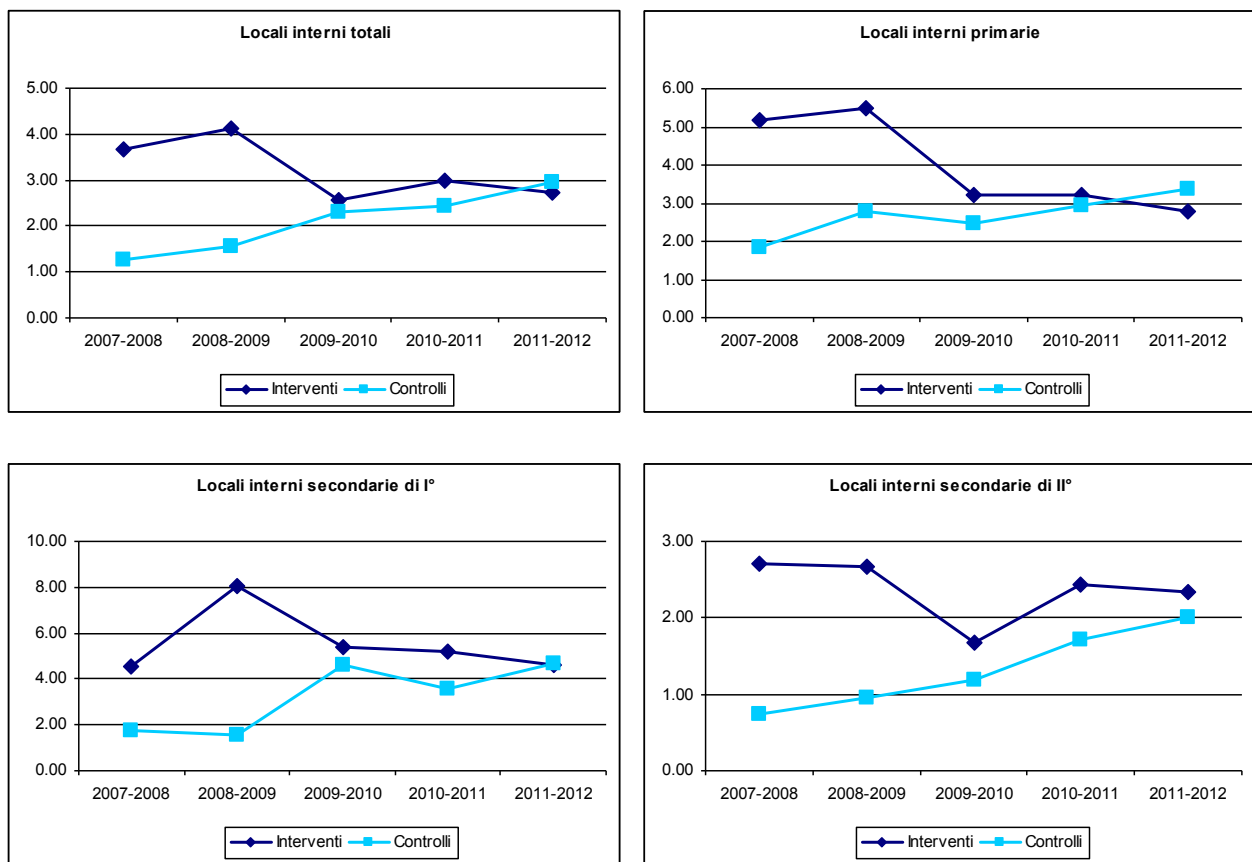 Locali interni totali
5.00
4.00
3.00
2.00
1.00
0.00
2007-2008 2008-2009 2009-2010 2010-2011 2011-2012
Interventi Controlli
Locali interni primarie
6.00
5.00
4.00
3.00
2.00
1.00
0.00
2007-2008 2008-2009 2009-2010 2010-2011 2011-2012
Interventi Controlli
Locali interni secondarie di I°
10.00
8.00
6.00
4.00
2.00
0.00
2007-2008 2008-2009 2009-2010 2010-2011 2011-2012
Interventi Controlli
Locali interni secondarie di II°
3.00
2.00
1.00
0.00
2007-2008 2008-2009 2009-2010 2010-2011 2011-2012
Interventi Controlli